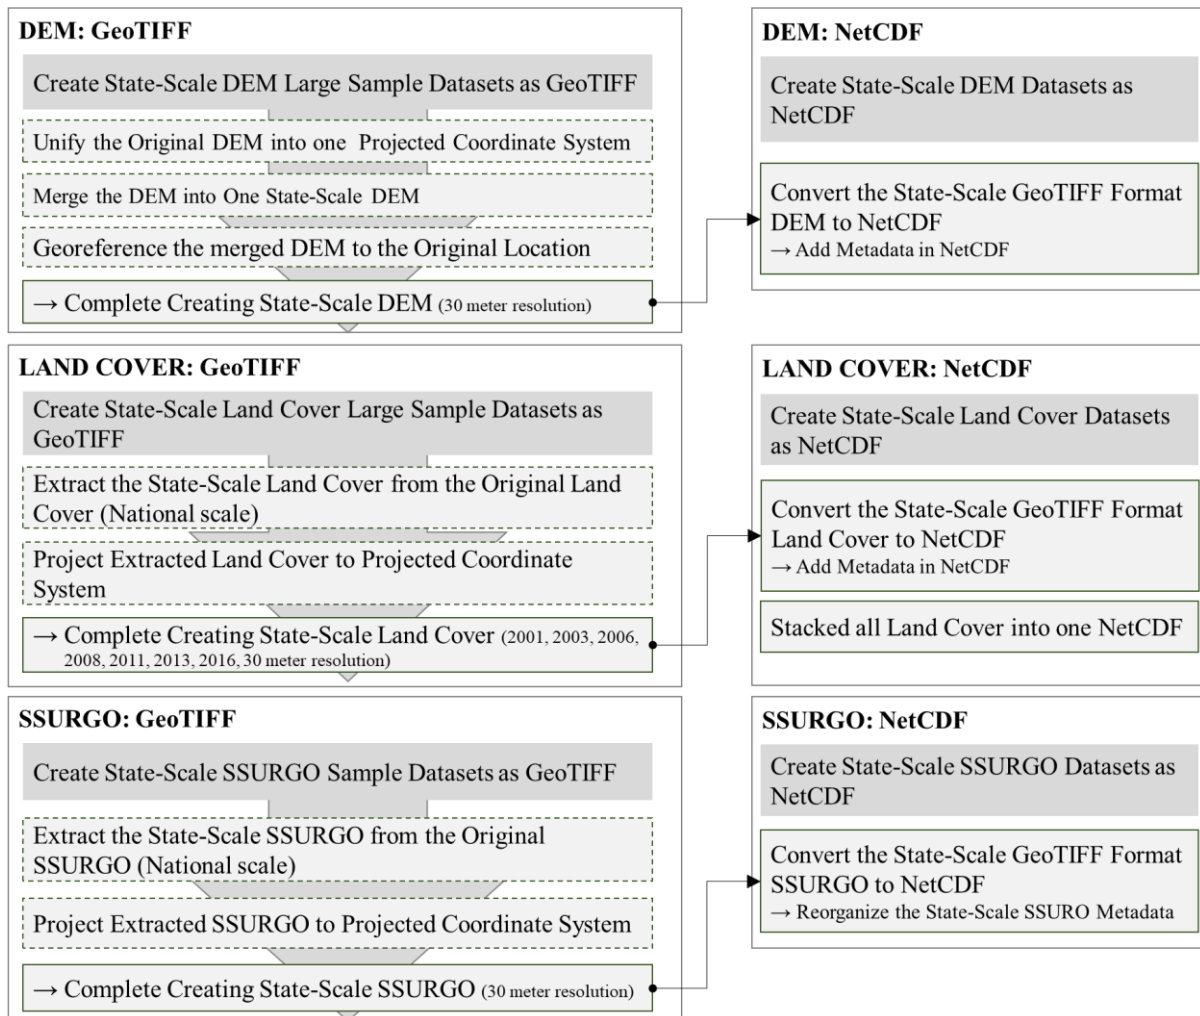 DEM: GeoTIFF
Create State-Scale DEM Large Sample Datasets as GeoTIFF
Unify the Original DEM into one Projected Coordinate System
Merge the DEM into One State-Scale DEM
Georeference the merged DEM to the Original Location
→ Complete Creating State-Scale DEM (30 meter resolution)
DEM: NetCDF
Create State-Scale DEM Datasets as
NetCDF
Convert the State-Scale GeoTIFF Format
DEM to NetCDF
→ Add Metadata in NetCDF
LAND COVER: GeoTIFF
Create State-Scale Land Cover Large Sample Datasets as
GeoTIFF
Extract the State-Scale Land Cover from the Original Land
Cover (National scale)
Project Extracted Land Cover to Projected Coordinate
System
→ Complete Creating State-Scale Land Cover (2001, 2003, 2006,
2008, 2011, 2013, 2016, 30 meter resolution)
LAND COVER: NetCDF
Create State-Scale Land Cover Datasets
as NetCDF
Convert the State-Scale GeoTIFF Format
Land Cover to NetCDF
→ Add Metadata in NetCDF
Stacked all Land Cover into one NetCDF
SSURGO: GeoTIFF
Create State-Scale SSURGO Sample Datasets as GeoTIFF
Extract the State-Scale SSURGO from the Original
SSURGO (National scale)
Project Extracted SSURGO to Projected Coordinate System
→ Complete Creating State-Scale SSURGO (30 meter resolution)
SSURGO: NetCDF
Create State-Scale SSURGO Datasets as
NetCDF
Convert the State-Scale GeoTIFF Format
SSURGO to NetCDF
→ Reorganize the State-Scale SSURO Metadata